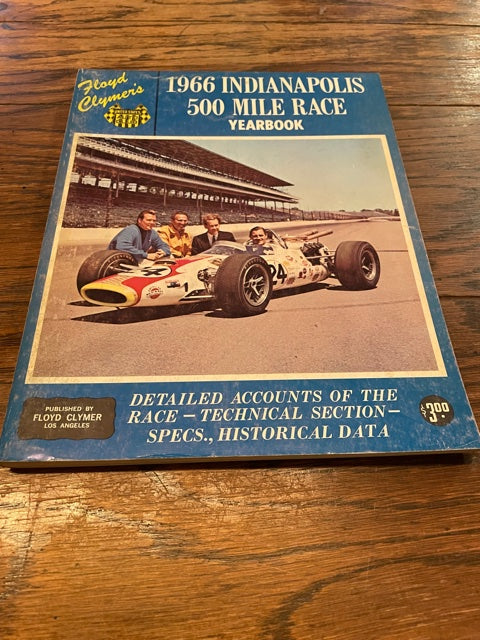 Floyd
Clymer's
1966 INDIANAPOLIS
500 MILE RACE
YEARBOOK
24
DETAILED ACCOUNTS OF THE
RACE — TECHNICAL SECTION —
SPECS., HISTORICAL DATA
PUBLISHED BY
FLOYD CLYMER
LOS ANGELES
$3.00